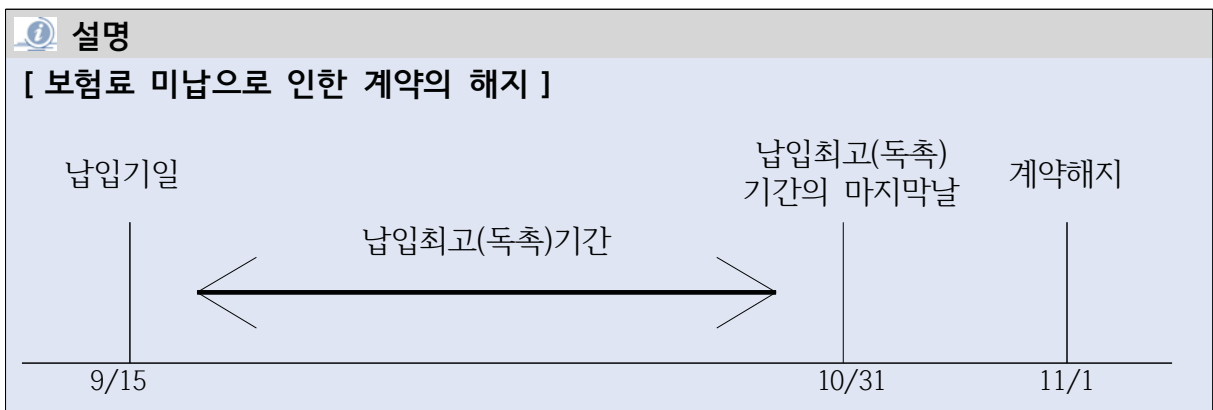 설명
[ 보험료 미납으로 인한 계약의 해지 ]
납입기일
납입최고(독촉)
기간의 마지막날
계약해지
납입최고(독촉)기간
9/15
10/31
11/1